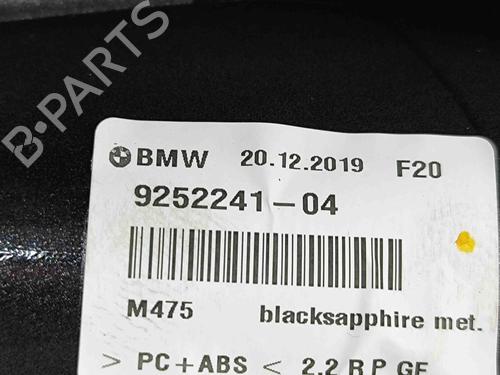 B-PARTS
BMW 20.12.2019 F20
9252241-04
M475 blacksapphire met.
> PC+ABS < 2.2 R P GF